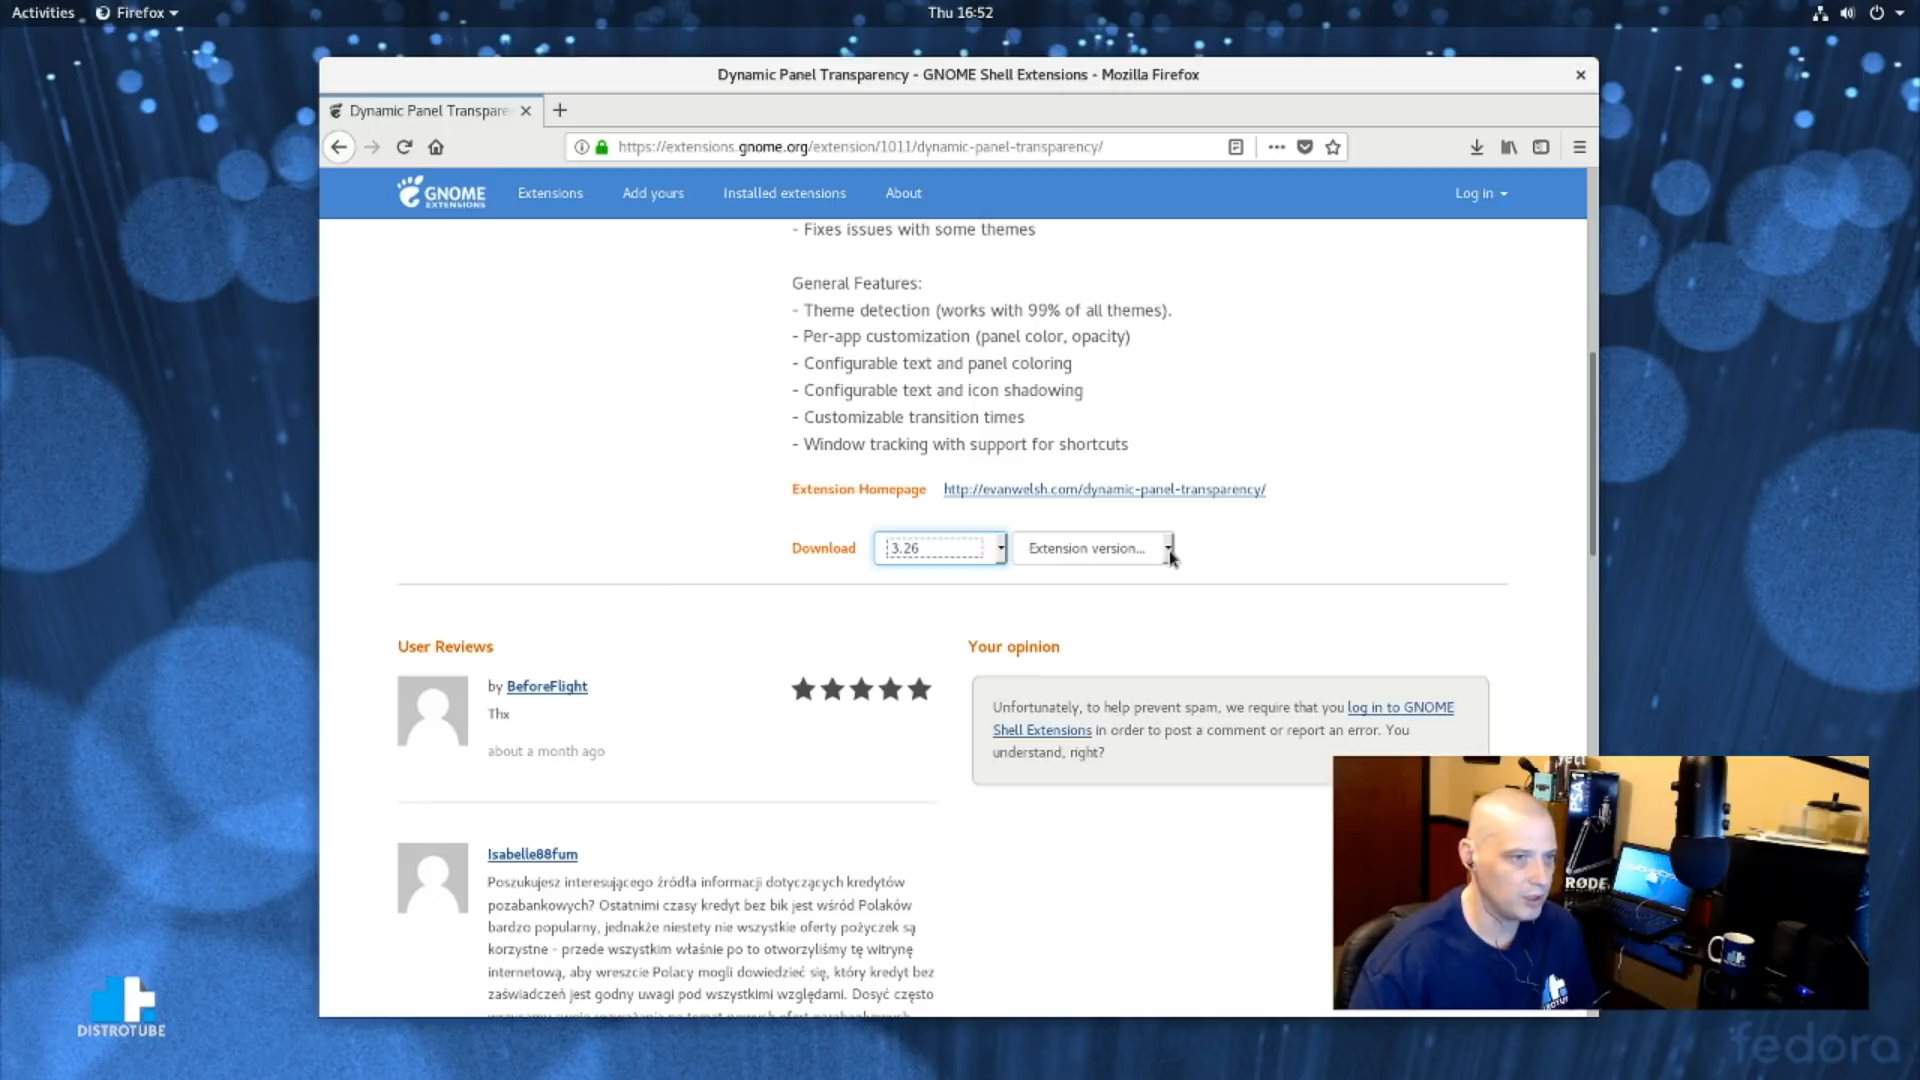 Activities
Firefox
Thu 16:52
Dynamic Panel Transparency - GNOME Shell Extensions - Mozilla Firefox
Dynamic Panel Transpare
https://extensions.gnome.org/extension/1011/dynamic-panel-transparency/
GNOME EXTENSIONS
Extensions
Add yours
Installed extensions
About
Log in
- Fixes issues with some themes
General Features:
- Theme detection (works with 99% of all themes).
- Per-app customization (panel color, opacity)
- Configurable text and panel coloring
- Configurable text and icon shadowing
- Customizable transition times
- Window tracking with support for shortcuts
Extension Homepage http://evanwelsh.com/dynamic-panel-transparency/
Download 3.26 Extension version...
User Reviews
by BeforeFlight
Thx
about a month ago
Your opinion
Unfortunately, to help prevent spam, we require that you log in to GNOME
Shell Extensions in order to post a comment or report an error. You
understand, right?
Isabelle88fum
Poszukujesz interesującego źródła informacji dotyczących kredytów
pozabankowych? Ostatnimi czasy kredyt bez bik jest wśród Polaków
bardzo popularny, jednakże niestety nie wszystkie oferty pożyczek są
korzystne - przede wszystkim właśnie po to otworzyliśmy tę witrynę
internetową, aby wreszcie Polacy mogli dowiedzieć się, który kredyt bez
zaświadczeń jest godny uwagi pod wszystkimi względami. Dosyć często
PSA1
RØDE
DISTROTUBE
fedora